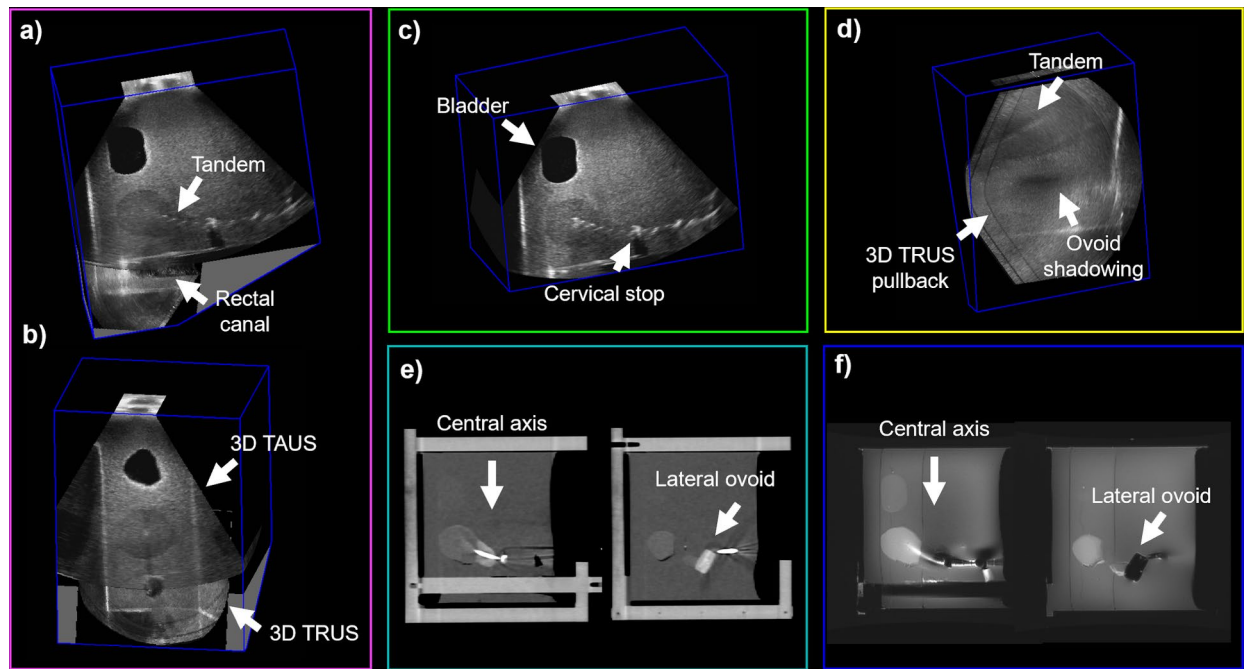 a)
Tandem
Rectal
canal
b)
3D TAUS
3D TRUS
c)
Bladder
Cervical stop
d)
Tandem
3D TRUS
pullback
Ovoid
shadowing
e)
Central axis
Lateral ovoid
f)
Central axis
Lateral ovoid